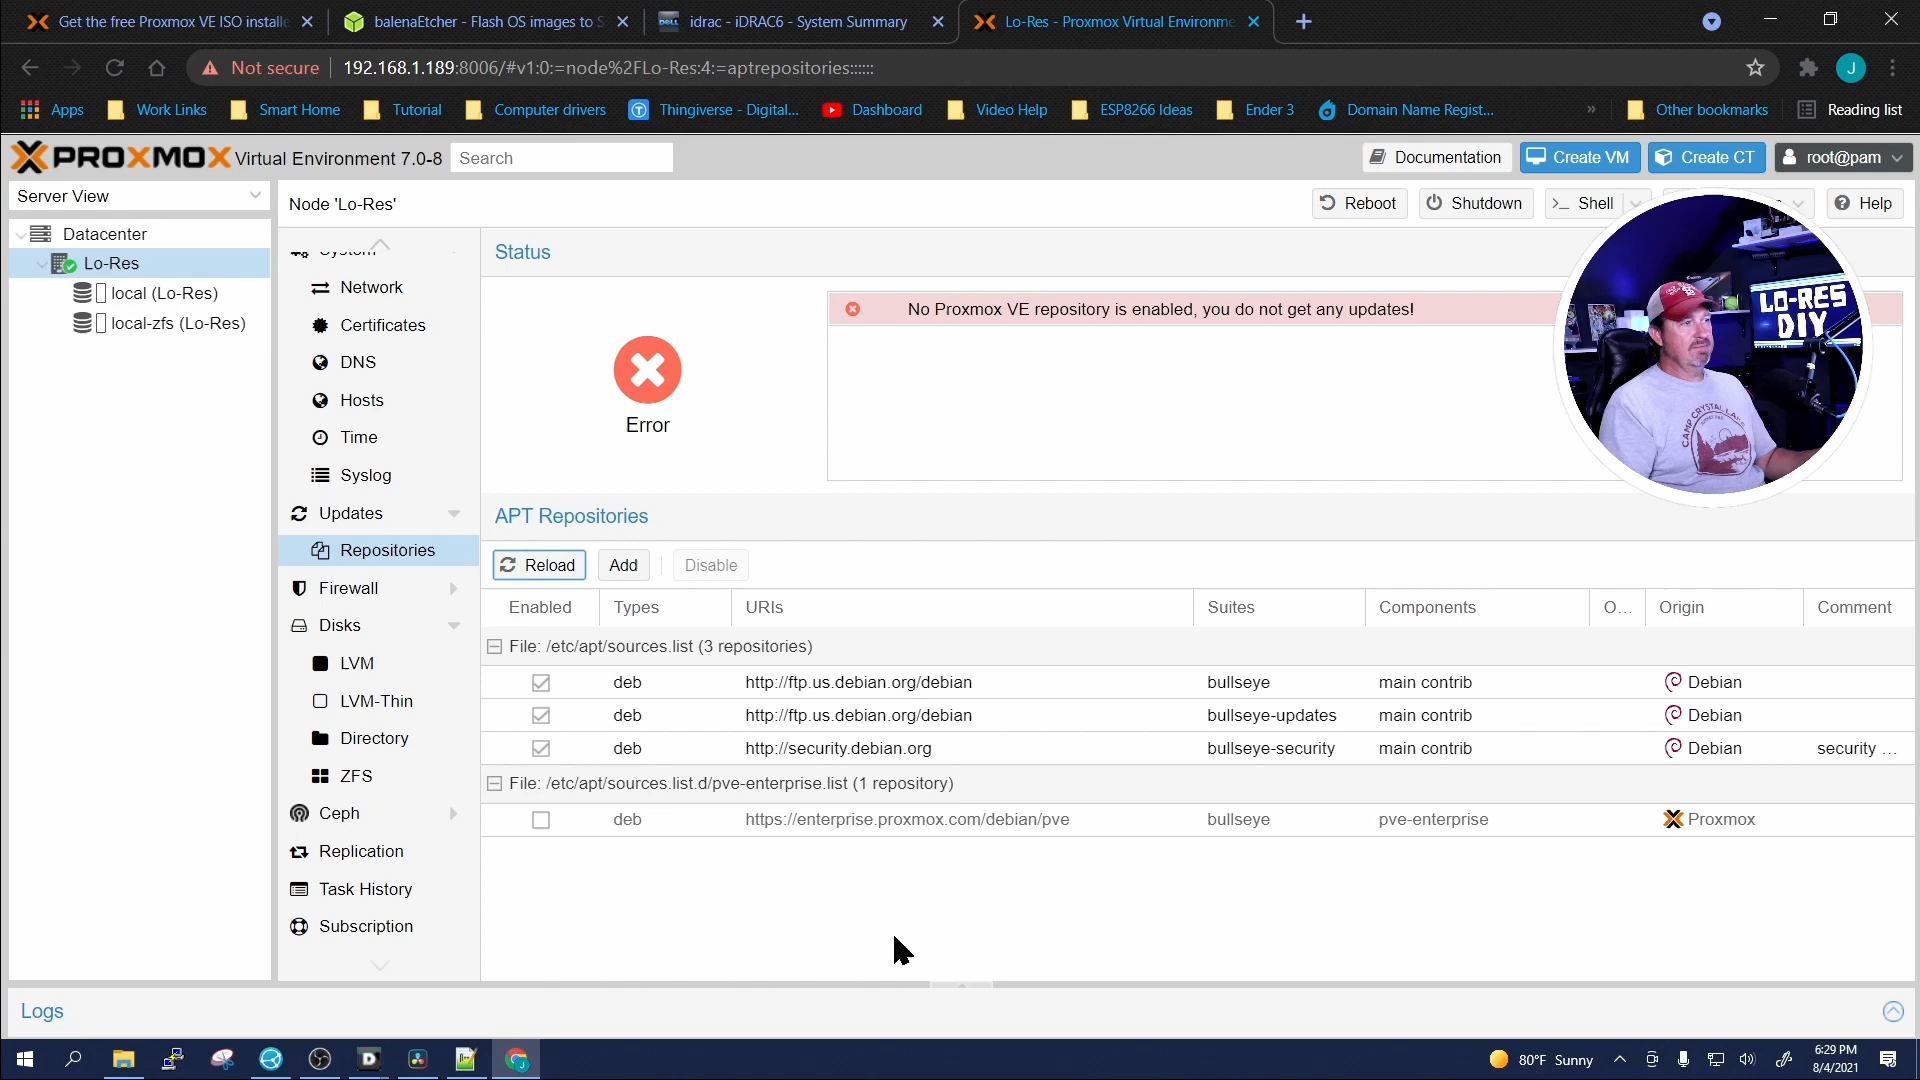 Get the free Proxmox VE ISO installe
balenaEtcher - Flash OS images to S
idrac - iDRAC6 - System Summary
Lo-Res - Proxmox Virtual Environme
Not secure
192.168.1.189:8006/#v1:0:=node%2FLo-Res:4:=aptrepositories::::::
J
Apps
Work Links
Smart Home
Tutorial
Computer drivers
Thingiverse - Digital...
Dashboard
Video Help
ESP8266 Ideas
Ender 3
Domain Name Regist...
»
Other bookmarks
Reading list
PROXMOX Virtual Environment 7.0-8
Search
Documentation
Create VM
Create CT
root@pam
Server View
Node 'Lo-Res'
Reboot
Shutdown
Shell
Help
Datacenter
Lo-Res
local (Lo-Res)
local-zfs (Lo-Res)
System
Network
Certificates
DNS
Hosts
Time
Syslog
Updates
Repositories
Firewall
Disks
LVM
LVM-Thin
Directory
ZFS
Ceph
Replication
Task History
Subscription
Status
Error
No Proxmox VE repository is enabled, you do not get any updates!
LO-RES
DIY
CAMP CRYSTAL LAKE
APT Repositories
Reload
Add
Disable
Enabled Types URIs Suites Components O... Origin Comment
File: /etc/apt/sources.list (3 repositories)
deb http://ftp.us.debian.org/debian bullseye main contrib Debian
deb http://ftp.us.debian.org/debian bullseye-updates main contrib Debian
deb http://security.debian.org bullseye-security main contrib Debian security ...
File: /etc/apt/sources.list.d/pve-enterprise.list (1 repository)
deb https://enterprise.proxmox.com/debian/pve bullseye pve-enterprise Proxmox
Logs
80°F Sunny
6:29 PM
8/4/2021